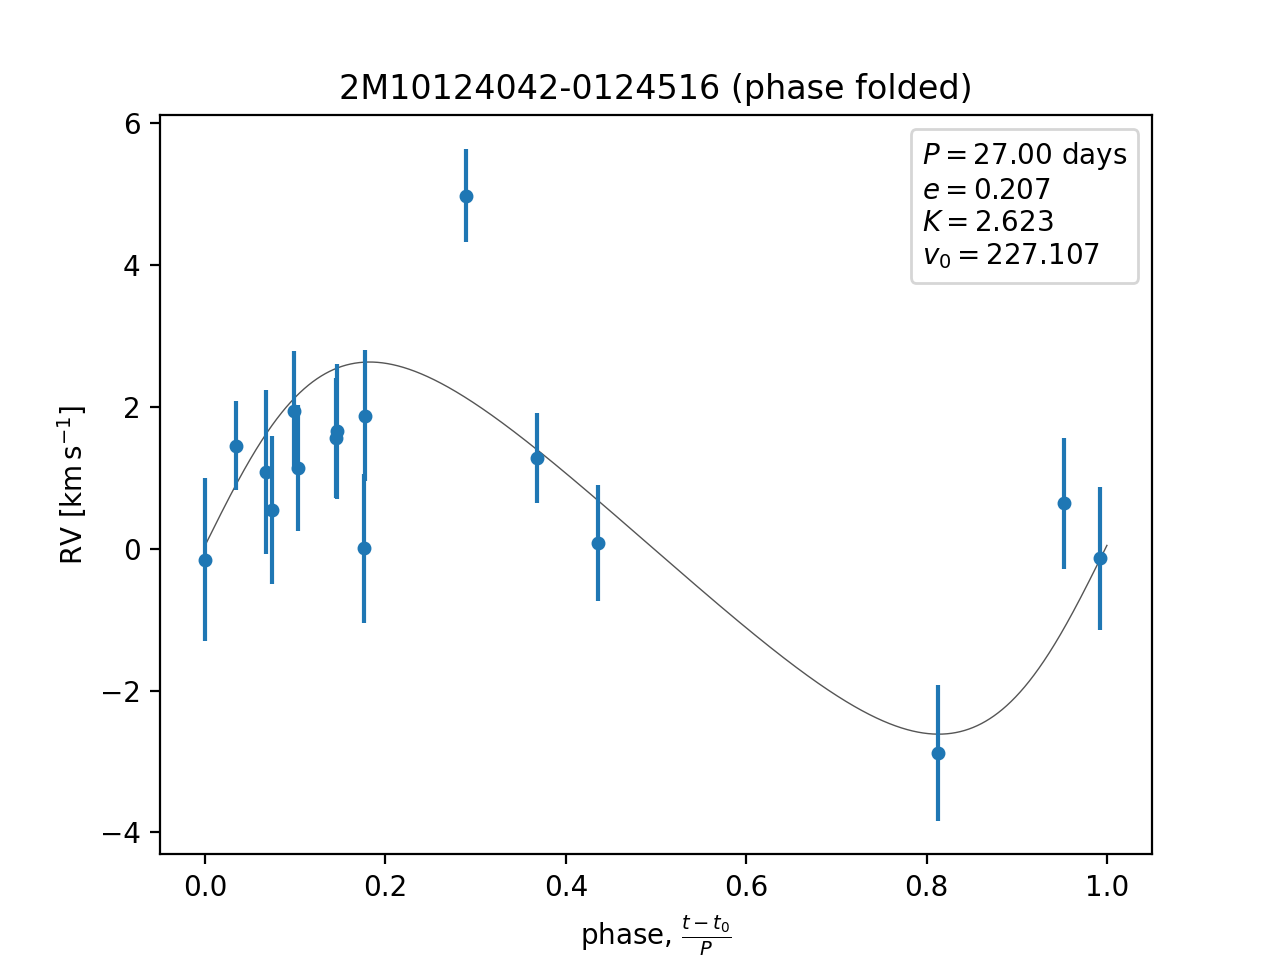 2M10124042-0124516 (phase folded)
P = 27.00 days
e = 0.207
K = 2.623
v₀ = 227.107
RV [km s⁻¹]
6
4
2
0
−2
−4
0.0 0.2 0.4 0.6 0.8 1.0
phase, (t − t₀)/P